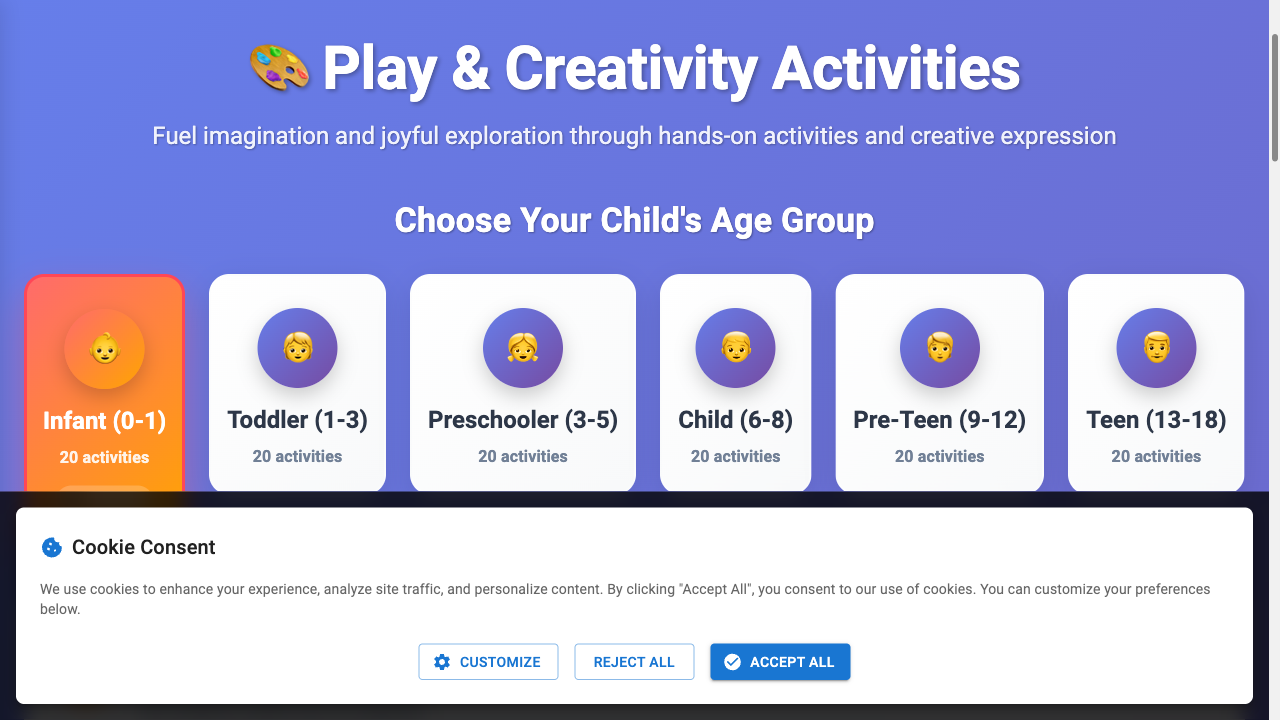 Play & Creativity Activities
Fuel imagination and joyful exploration through hands-on activities and creative expression
Choose Your Child's Age Group
Infant (0-1)
20 activities
Toddler (1-3)
20 activities
Preschooler (3-5)
20 activities
Child (6-8)
20 activities
Pre-Teen (9-12)
20 activities
Teen (13-18)
20 activities
Cookie Consent
We use cookies to enhance your experience, analyze site traffic, and personalize content. By clicking "Accept All", you consent to our use of cookies. You can customize your preferences
below.
CUSTOMIZE
REJECT ALL
ACCEPT ALL